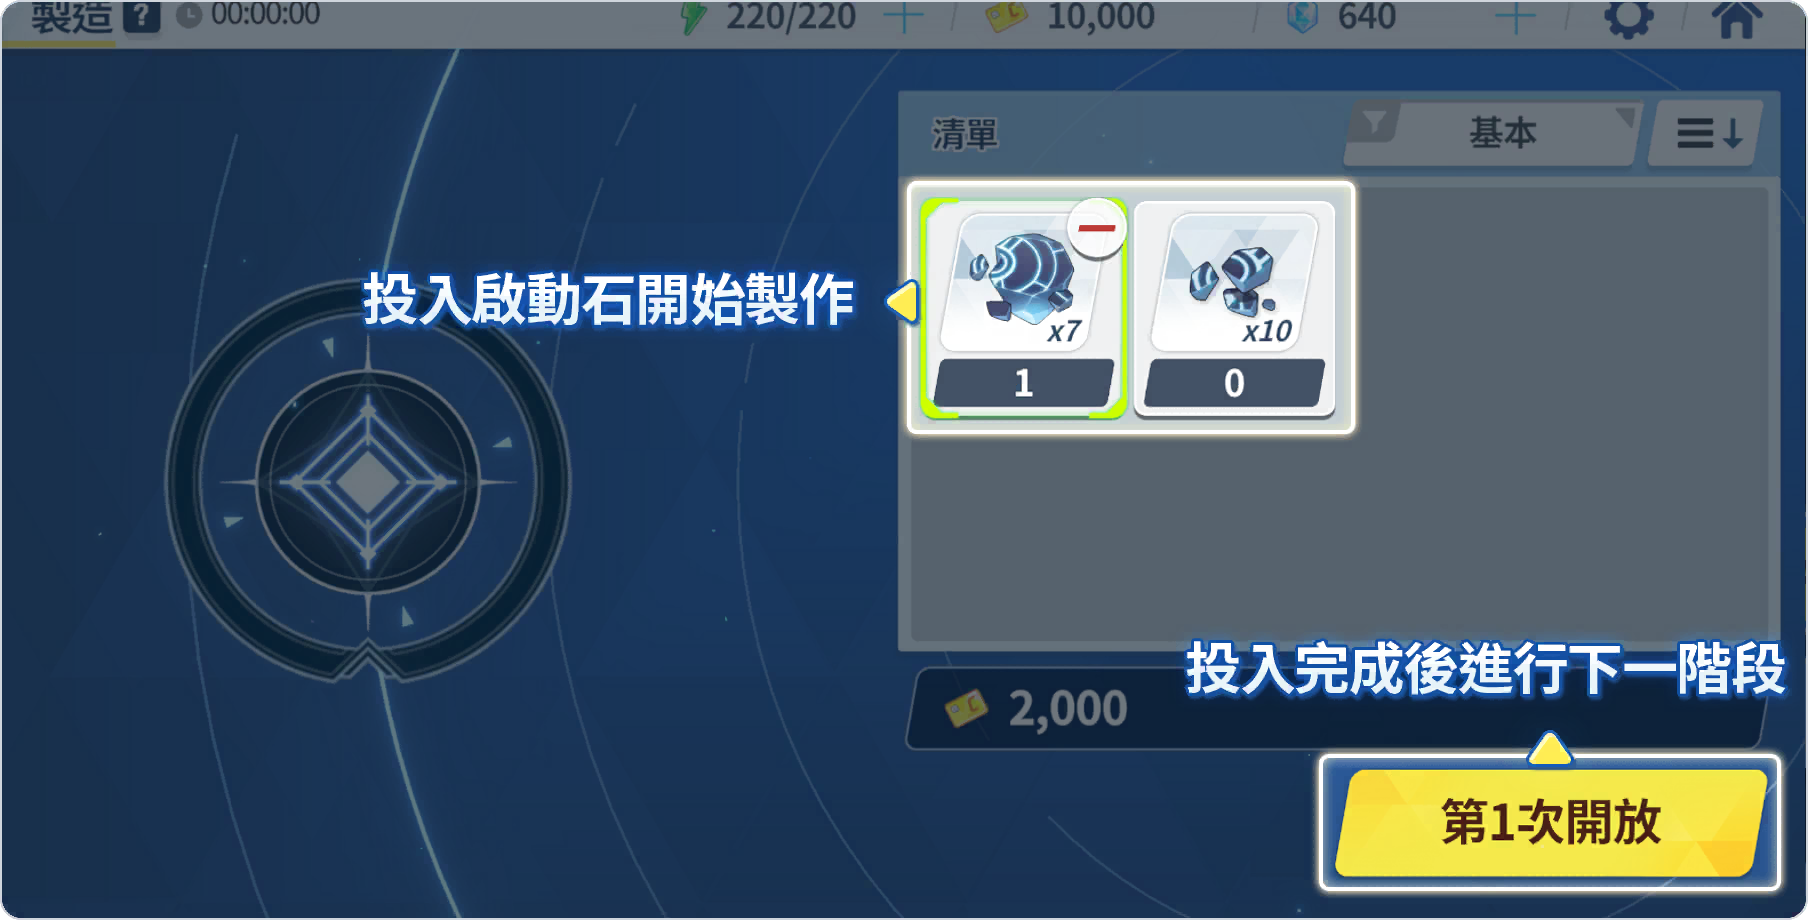 製造 ? 00:00:00 220/220 10,000 640
清單 基本
投入啟動石開始製作
x7 x10
1 0
投入完成後進行下一階段
2,000
第1次開放